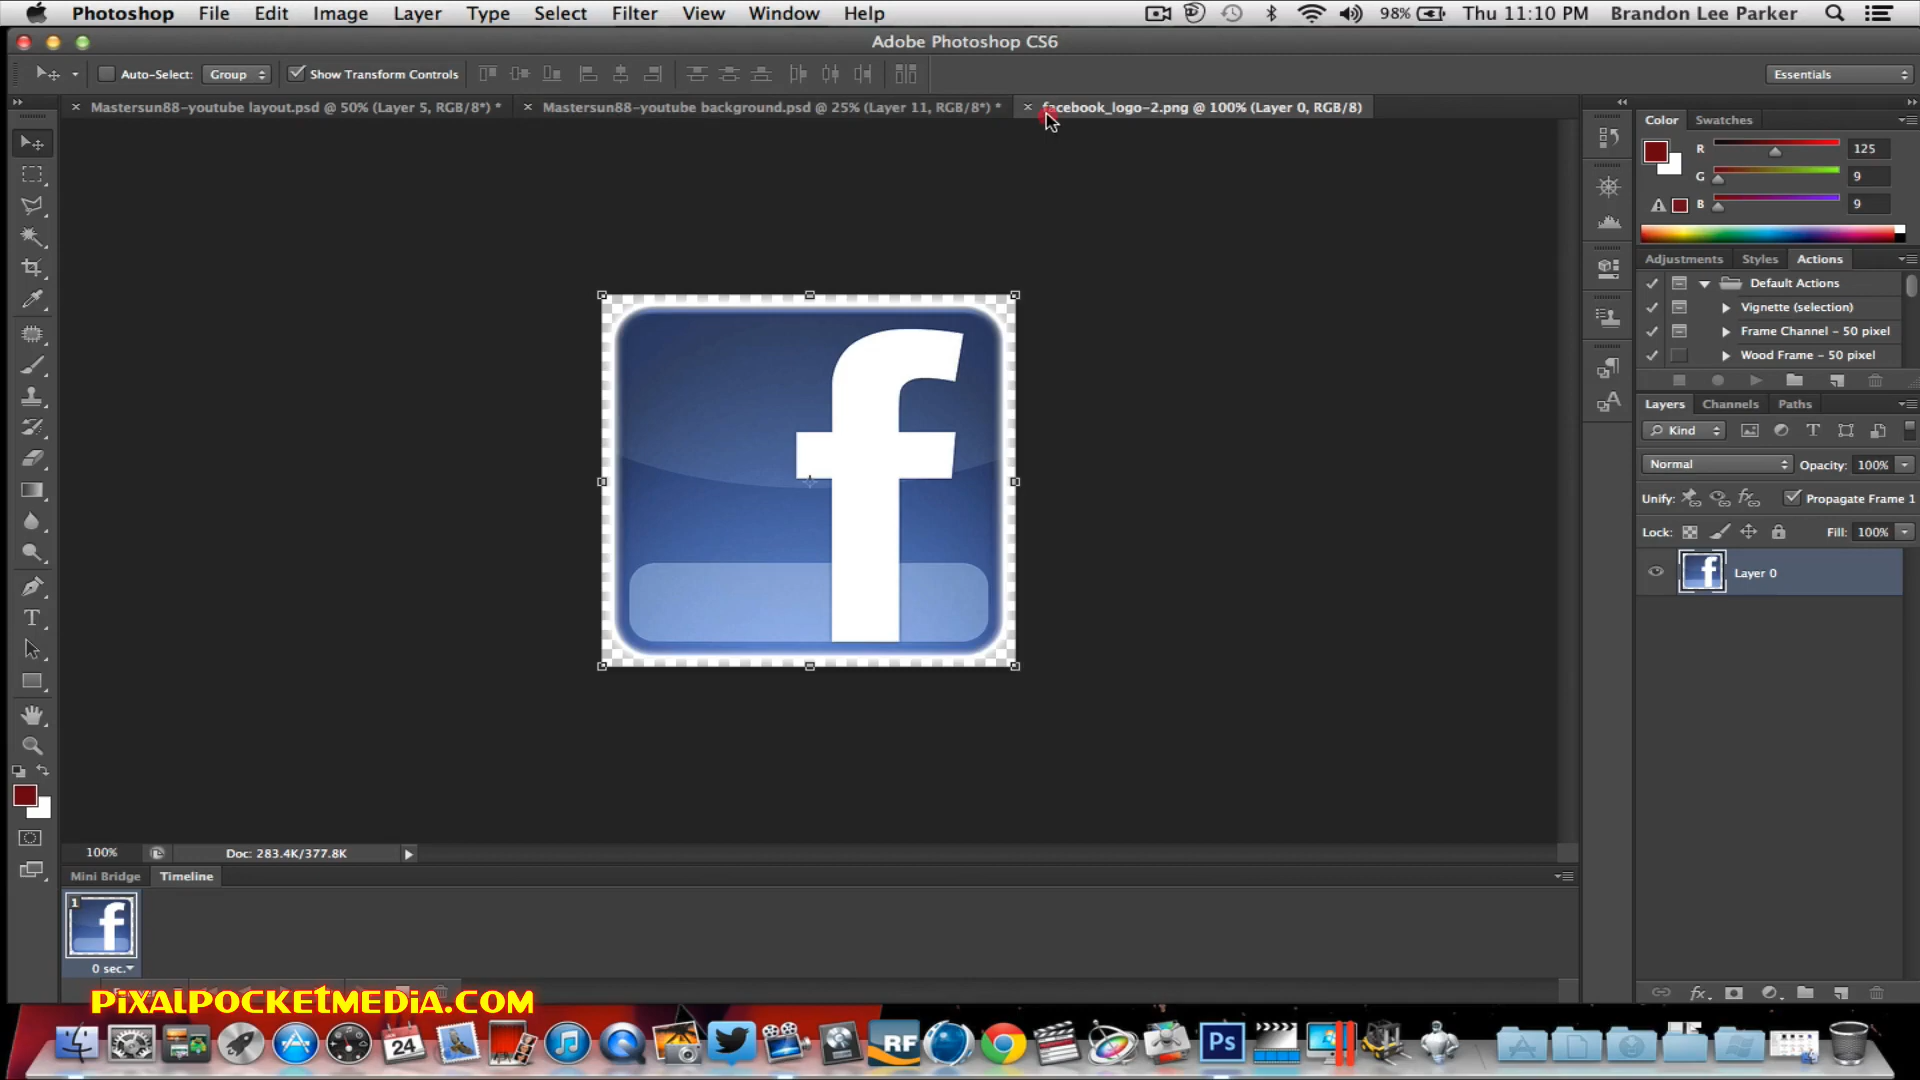 Photoshop File Edit Image Layer Type Select Filter View Window Help 98% Thu 11:10 PM Brandon Lee Parker
Adobe Photoshop CS6
Auto-Select: Group Show Transform Controls Essentials
Mastersun88-youtube layout.psd @ 50% (Layer 5, RGB/8*) * Mastersun88-youtube background.psd @ 25% (Layer 11, RGB/8*) * facebook_logo-2.png @ 100% (Layer 0, RGB/8)
Color Swatches
R 125
G 9
B 9
Adjustments Styles Actions
Default Actions
Vignette (selection)
Frame Channel - 50 pixel
Wood Frame - 50 pixel
Layers Channels Paths
Kind
Normal Opacity: 100%
Unify: Propagate Frame 1
Lock: Fill: 100%
f
Layer 0
100% Doc: 283.4K/377.8K
Mini Bridge Timeline
1
0 sec.
PixalPocketMedia.com
24
RF
Ps